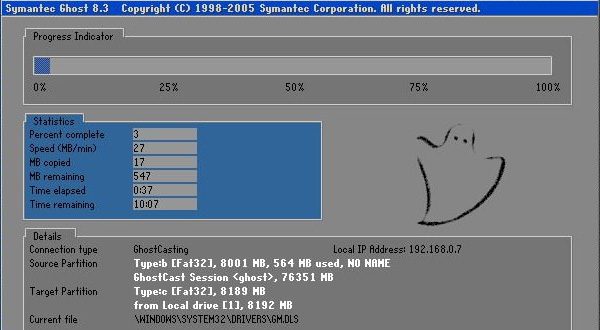 Symantec Ghost 8.3 Copyright (C) 1998-2005 Symantec Corporation. All rights reserved.
Progress Indicator
0% 25% 50% 75% 100%
Statistics
Percent complete 3
Speed (MB/min) 27
MB copied 17
MB remaining 547
Time elapsed 0:37
Time remaining 10:07
Details
Connection type GhostCasting Local IP Address: 192.168.0.7
Source Partition Type:b [Fat32], 8001 MB, 564 MB used, NO NAME
GhostCast Session <ghost>, 76351 MB
Target Partition Type:c [Fat32], 8189 MB
from Local drive [1], 8192 MB
Current file \WINDOWS\SYSTEM32\DRIVERS\GM.DLS